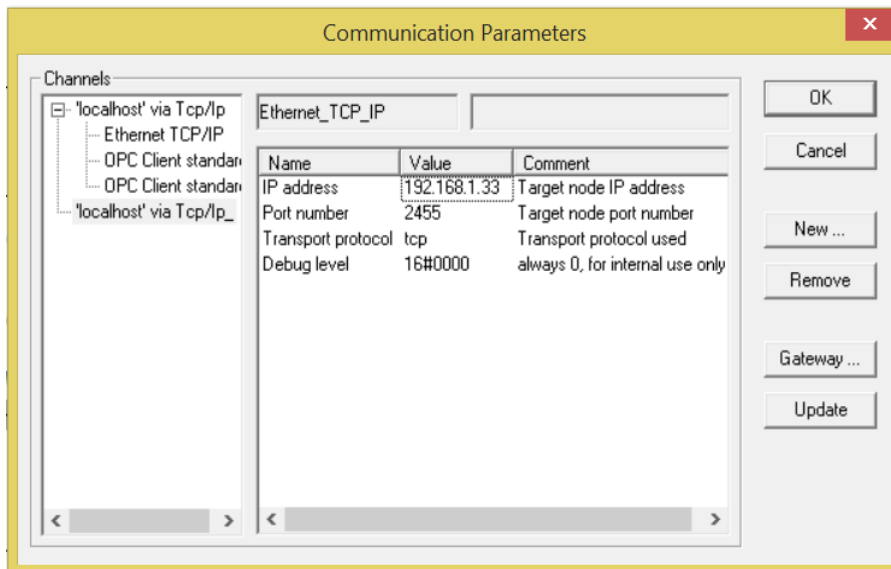 Communication Parameters
x
Channels
'localhost' via Tcp/Ip
Ethernet TCP/IP
OPC Client standar
OPC Client standar
'localhost' via Tcp/Ip_
Ethernet_TCP_IP
Name Value Comment
IP address 192.168.1.33 Target node IP address
Port number 2455 Target node port number
Transport protocol tcp Transport protocol used
Debug level 16#0000 always 0, for internal use only
OK
Cancel
New ...
Remove
Gateway ...
Update